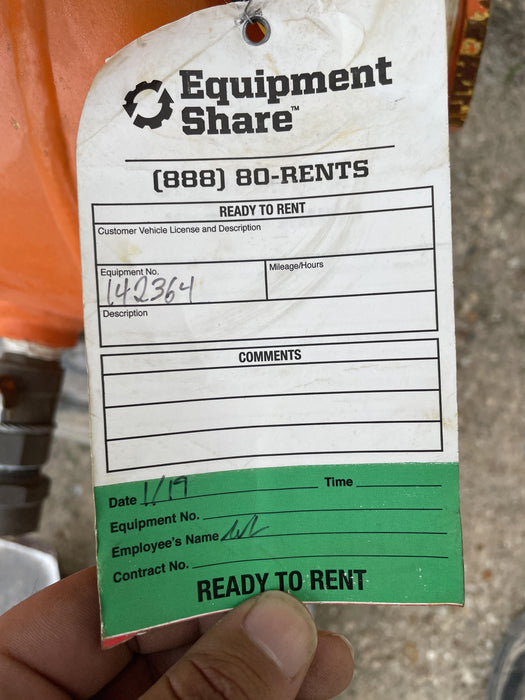 Equipment
Share™
(888) 80-RENTS
READY TO RENT
Customer Vehicle License and Description
Equipment No. Mileage/Hours
142364
Description
COMMENTS
Date 1/19 Time
Equipment No.
Employee's Name
Contract No.
READY TO RENT